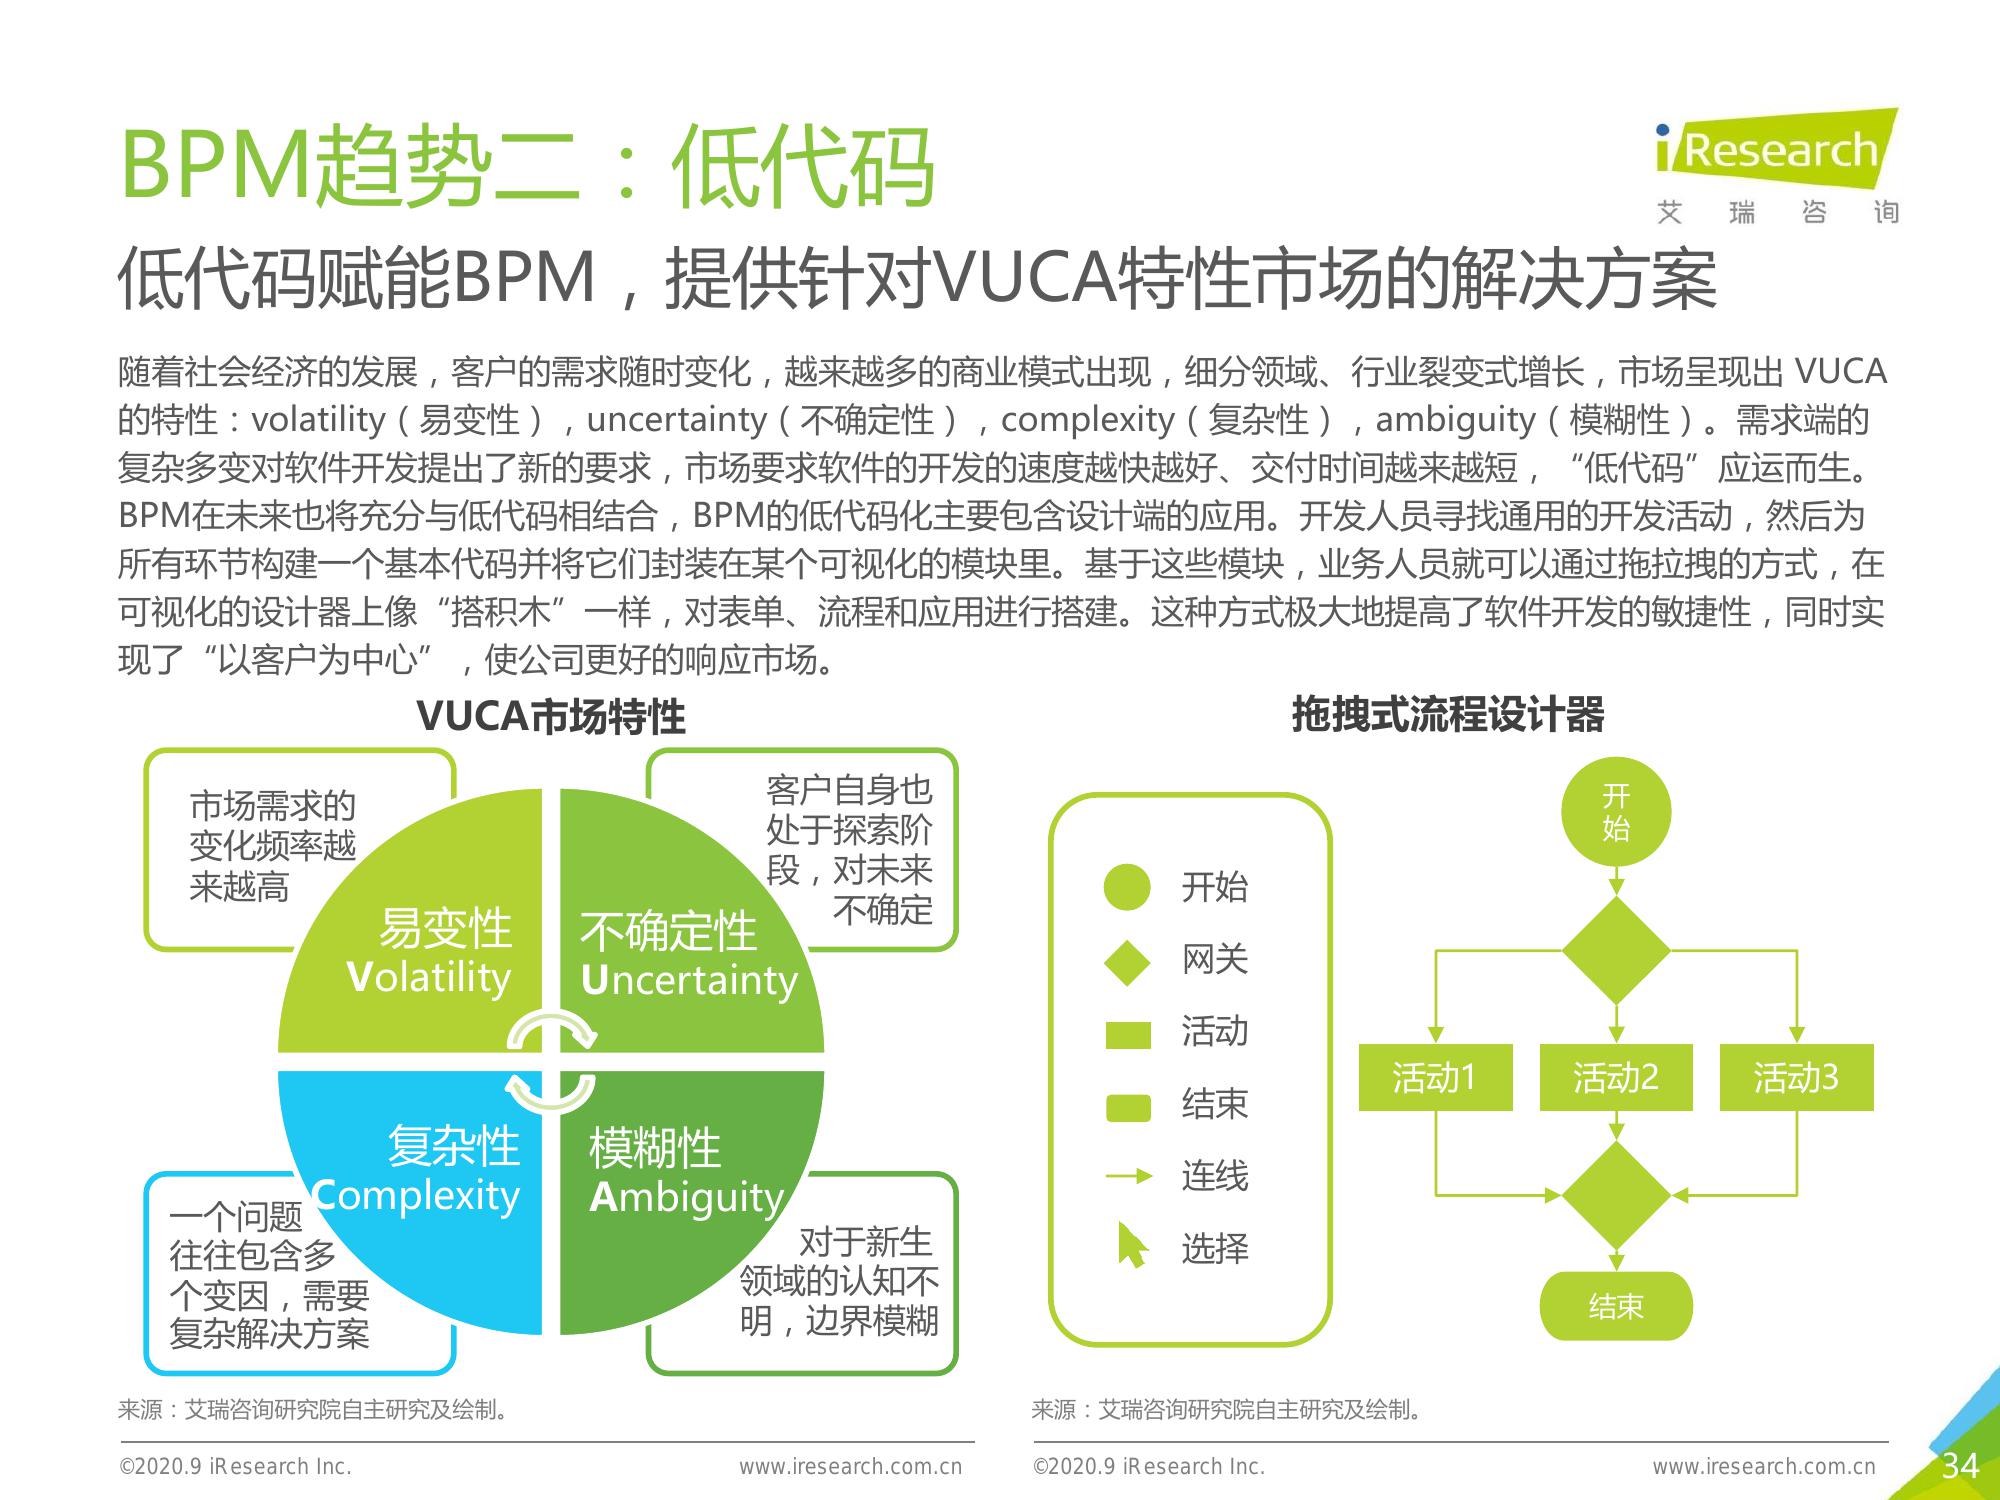 BPM趋势二：低代码
iResearch
艾瑞咨询
低代码赋能BPM，提供针对VUCA特性市场的解决方案
随着社会经济的发展，客户的需求随时变化，越来越多的商业模式出现，细分领域、行业裂变式增长，市场呈现出 VUCA
的特性：volatility（易变性），uncertainty（不确定性），complexity（复杂性），ambiguity（模糊性）。需求端的
复杂多变对软件开发提出了新的要求，市场要求软件的开发的速度越快越好、交付时间越来越短，“低代码”应运而生。
BPM在未来也将充分与低代码相结合，BPM的低代码化主要包含设计端的应用。开发人员寻找通用的开发活动，然后为
所有环节构建一个基本代码并将它们封装在某个可视化的模块里。基于这些模块，业务人员就可以通过拖拉拽的方式，在
可视化的设计器上像“搭积木”一样，对表单、流程和应用进行搭建。这种方式极大地提高了软件开发的敏捷性，同时实
现了“以客户为中心”，使公司更好的响应市场。
VUCA市场特性
市场需求的
变化频率越
来越高
客户自身也
处于探索阶
段，对未来
不确定
易变性
Volatility
不确定性
Uncertainty
复杂性
Complexity
模糊性
Ambiguity
一个问题
往往包含多
个变因，需要
复杂解决方案
对于新生
领域的认知不
明，边界模糊
来源：艾瑞咨询研究院自主研究及绘制。
拖拽式流程设计器
开始
网关
活动
结束
连线
选择
开
始
活动1
活动2
活动3
结束
来源：艾瑞咨询研究院自主研究及绘制。
©2020.9 iResearch Inc.
www.iresearch.com.cn
©2020.9 iResearch Inc.
www.iresearch.com.cn
34